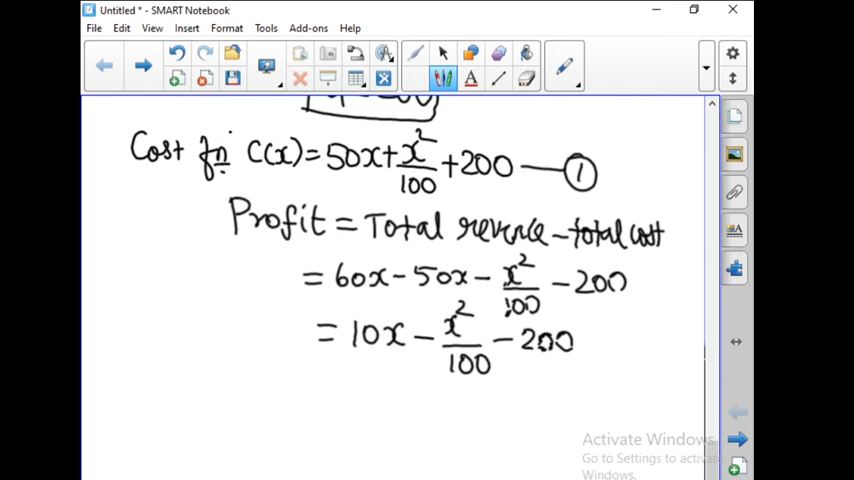 Untitled * - SMART Notebook
File Edit View Insert Format Tools Add-ons Help
Cost fn C(x) = 50x + x²/100 + 200 — ①
Profit = Total revenue - total cost
= 60x - 50x - x²/100 - 200
= 10x - x²/100 - 200
Activate Windows
Go to Settings to activate
Windows.